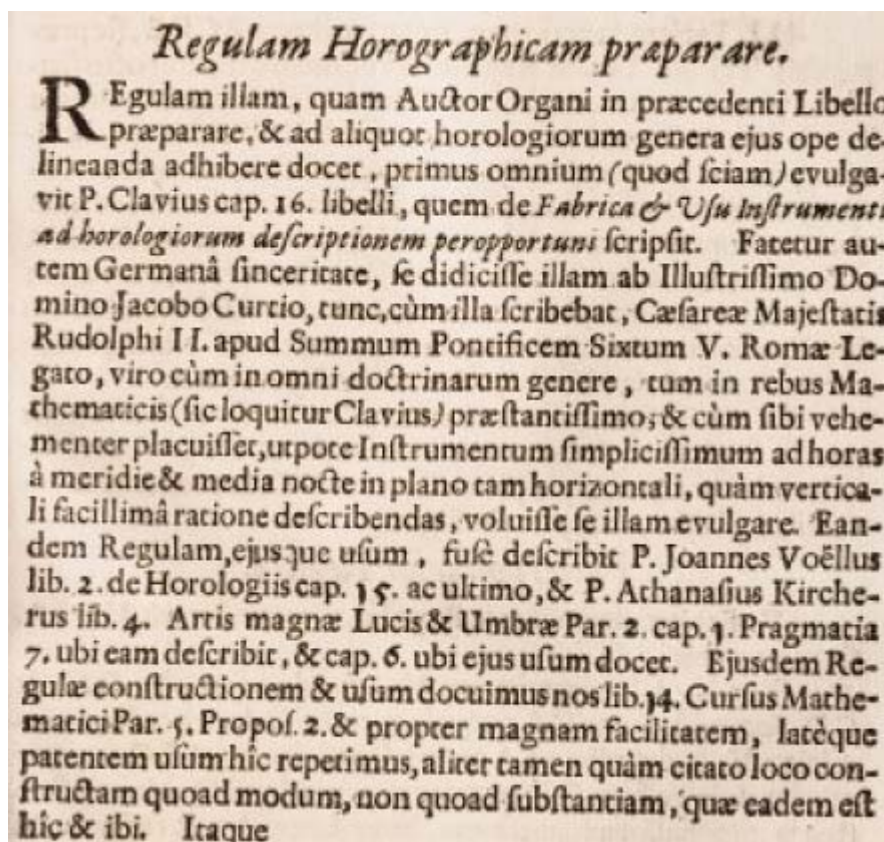 Regulam Horographicam præparare.
REgulam illam, quam Auctor Organi in præcedenti Libello
præparare, & ad aliquot horologiorum genera ejus ope de-
lineanda adhibere docet, primus omnium (quod ſciam) evulga-
vit P. Clavius cap. 16. libelli, quem de Fabrica & Uſu Inſtrumenti
ad horologiorum deſcriptionem peropportuni ſcripſit. Fatetur au-
tem Germanâ ſinceritate, ſe didiciſſe illam ab Illuſtriſſimo Do-
mino Jacobo Curtio, tunc, cùm illa ſcribebat, Cæſareæ Majeſtatis
Rudolphi II. apud Summum Pontificem Sixtum V. Romæ Le-
gato, viro cùm in omni doctrinarum genere, tum in rebus Ma-
thematicis (ſic loquitur Clavius) præſtantiſſimo; & cùm ſibi vehe-
menter placuiſſet, utpote Inſtrumentum ſimpliciſſimum ad horas
à meridie & media nocte in plano tam horizontali, quàm vertica-
li facillimâ ratione deſcribendas, voluiſſe ſe illam evulgare. Ean-
dem Regulam, ejusque uſum, fuſè deſcribit P. Joannes Voëllus
lib. 2. de Horologiis cap. 15. ac ultimo, & P. Athanaſius Kirche-
rus lib. 4. Artis magnæ Lucis & Umbræ Par. 2. cap. 3. Pragmatia
7. ubi eam deſcribit, & cap. 6. ubi ejus uſum docet. Ejusdem Re-
gulæ conſtructionem & uſum docuimus nos lib. 14. Curſus Mathe-
matici Par. 5. Propoſ. 2. & propter magnam facilitatem, latèque
patentem uſum hîc repetimus, aliter tamen quàm citato loco con-
ſtructam quoad modum, non quoad ſubſtantiam, quæ eadem eſt
hîc & ibi. Itaque